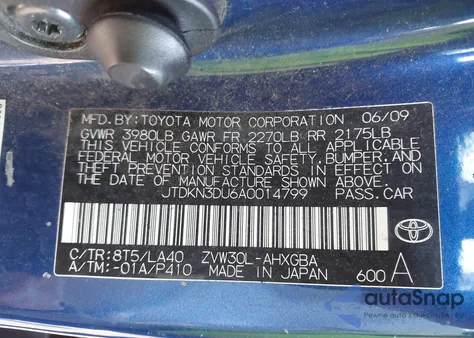 MFD. BY: TOYOTA MOTOR CORPORATION 06/09
GVWR 3980LB GAWR FR 2270LB RR 2175LB
THIS VEHICLE CONFORMS TO ALL APPLICABLE
FEDERAL MOTOR VEHICLE SAFETY, BUMPER, AND
THEFT PREVENTION STANDARDS IN EFFECT ON
THE DATE OF MANUFACTURE SHOWN ABOVE.
JTDKN3DU6A0014799 PASS. CAR
C/TR: 8T5/LA40 ZVW30L-AHXGBA
A/TM: -01A/P410 MADE IN JAPAN 600 A
TOYOTA
autoSnap